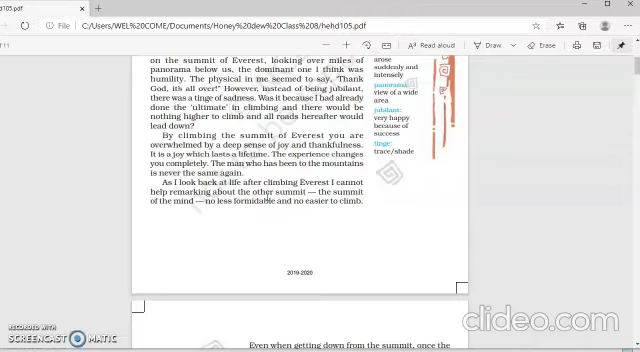 hd105.pdf
File
C:/Users/WEL%20COME/Documents/Honey%20dew%20Class%208/hehd105.pdf
of 11
Read aloud
Draw
Erase
Share
on the summit of Everest, looking over miles of
panorama below us, the dominant one I think was
humility. The physical in me seemed to say, 'Thank
God, it's all over!" However, instead of being jubilant,
there was a tinge of sadness. Was it because I had already
done the 'ultimate' in climbing and there would be
nothing higher to climb and all roads hereafter would
lead down?
By climbing the summit of Everest you are
overwhelmed by a deep sense of joy and thankfulness.
It is a joy which lasts a lifetime. The experience changes
you completely. The man who has been to the mountains
is never the same again.
As I look back at life after climbing Everest I cannot
help remarking about the other summit — the summit
of the mind — no less formidable and no easier to climb.
arose
suddenly and
intensely
panorama:
view of a wide
area
jubilant:
very happy
because of
success
tinge:
trace/shade
2019-2020
Even when getting down from the summit, once the
RECORDED WITH
SCREENCAST MATIC
clideo.com